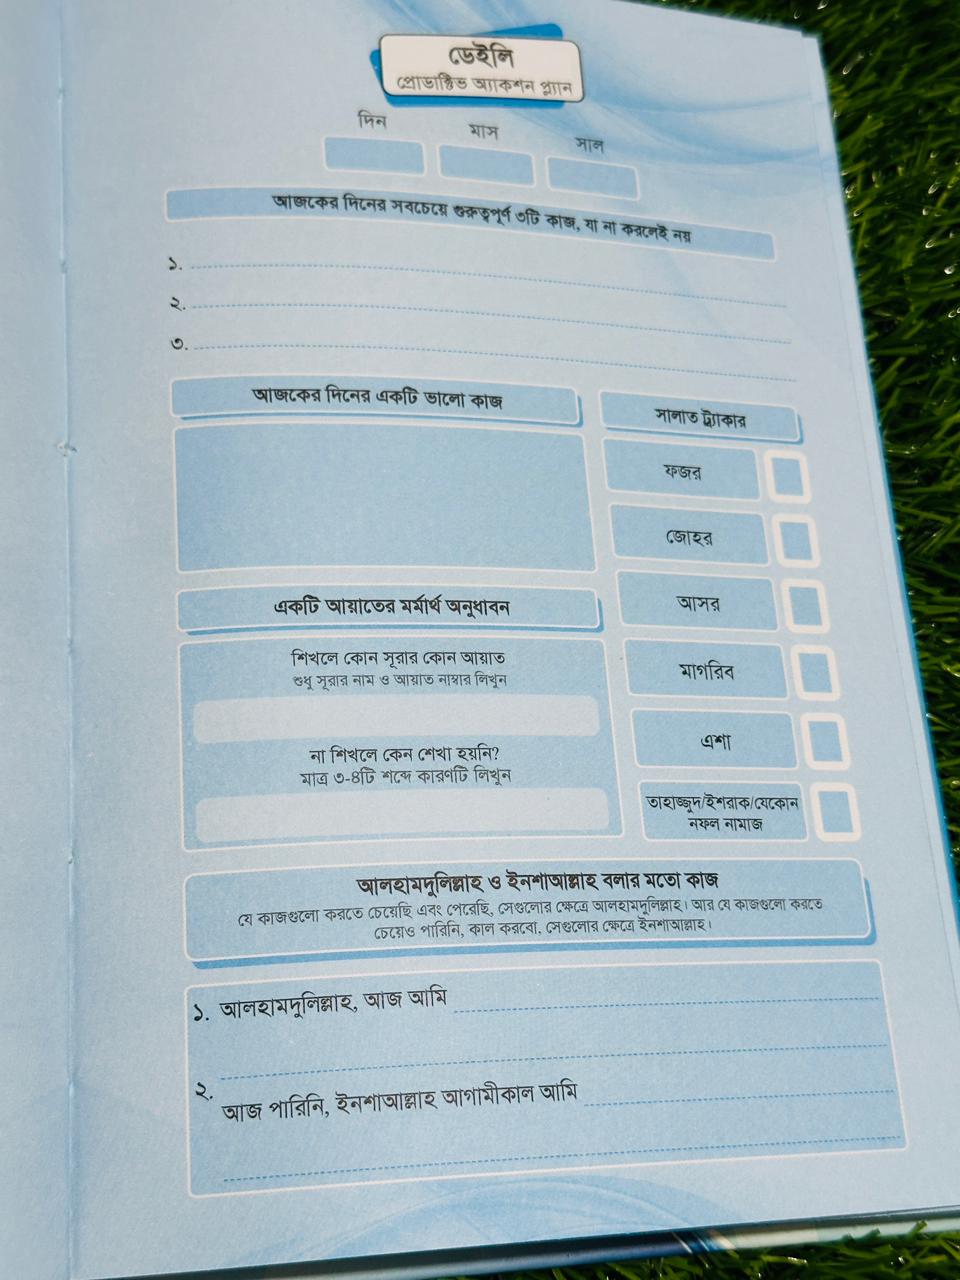 ডেইলি
প্রোডাক্টিভ অ্যাকশন প্ল্যান
দিন মাস সাল
আজকের দিনের সবচেয়ে গুরুত্বপূর্ণ ৩টি কাজ, যা না করলেই নয়
১.
২.
৩.
আজকের দিনের একটি ভালো কাজ
সালাত ট্র্যাকার
ফজর
জোহর
আসর
মাগরিব
এশা
তাহাজ্জুদ/ইশরাক/যেকোন
নফল নামাজ
একটি আয়াতের মর্মার্থ অনুধাবন
শিখলে কোন সূরার কোন আয়াত
শুধু সূরার নাম ও আয়াত নাম্বার লিখুন
না শিখলে কেন শেখা হয়নি?
মাত্র ৩-৪টি শব্দে কারণটি লিখুন
আলহামদুলিল্লাহ ও ইনশাআল্লাহ বলার মতো কাজ
যে কাজগুলো করতে চেয়েছি এবং পেরেছি, সেগুলোর ক্ষেত্রে আলহামদুলিল্লাহ। আর যে কাজগুলো করতে
চেয়েও পারিনি, কাল করবো, সেগুলোর ক্ষেত্রে ইনশাআল্লাহ।
১. আলহামদুলিল্লাহ, আজ আমি
২. আজ পারিনি, ইনশাআল্লাহ আগামীকাল আমি